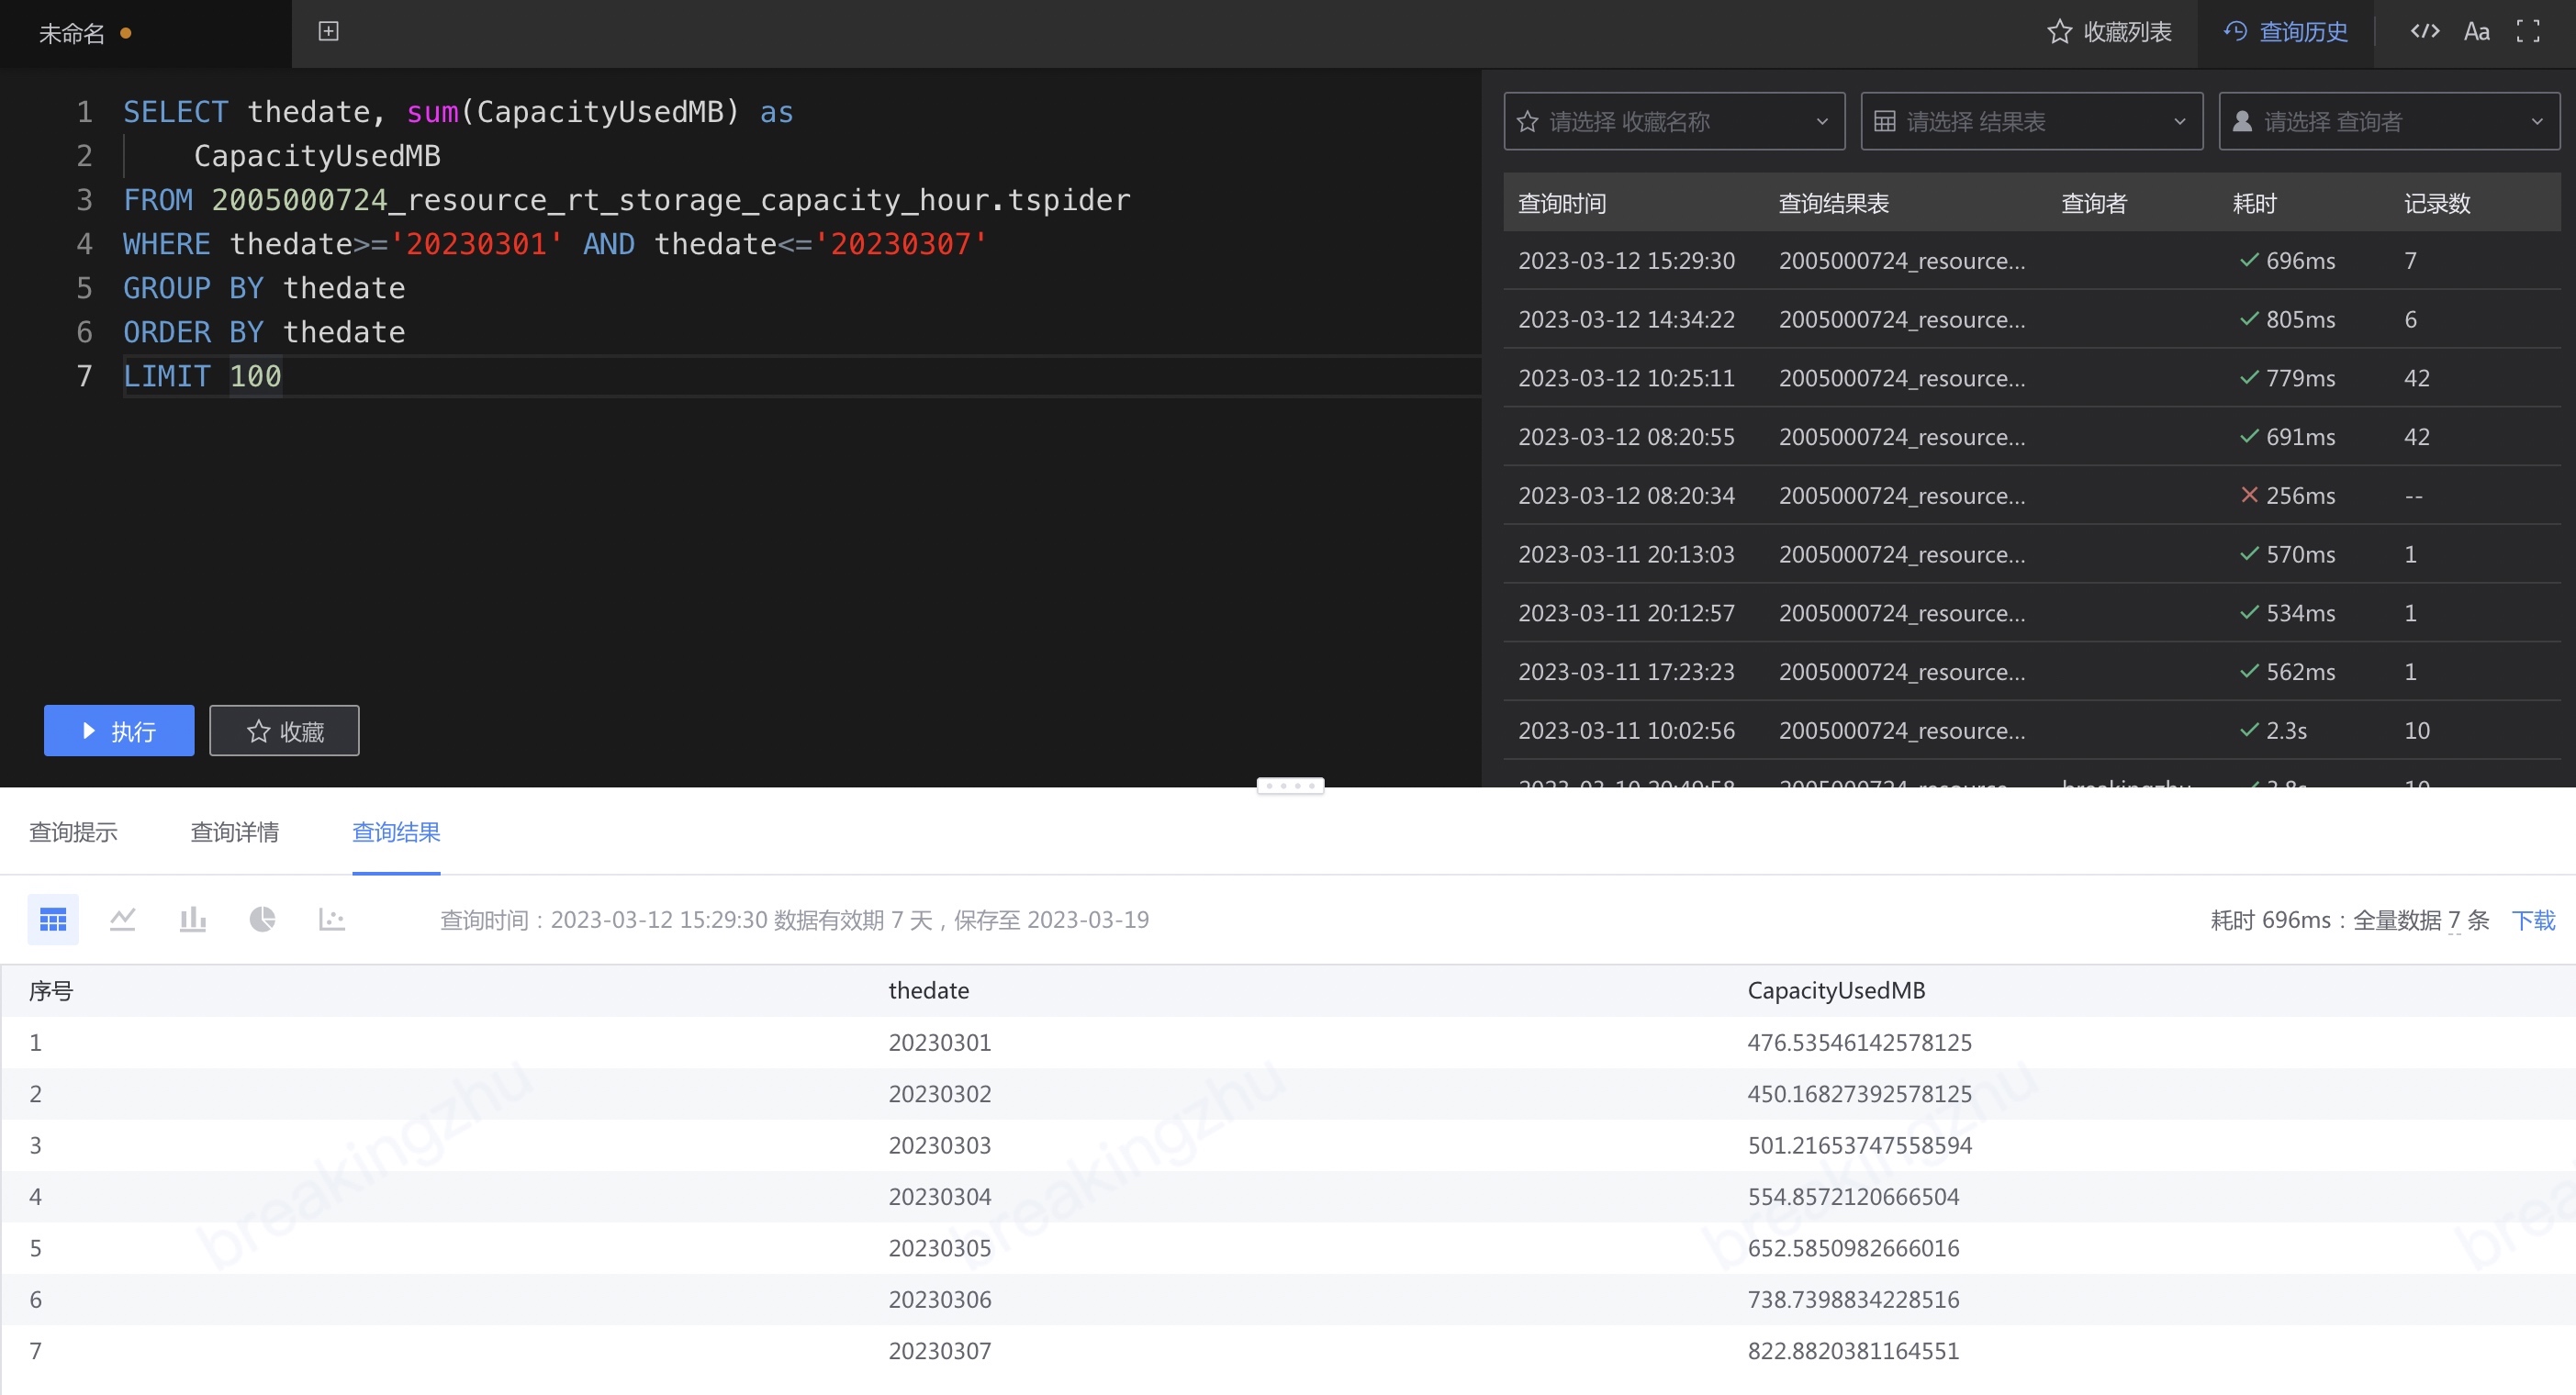 未命名
收藏列表
查询历史
</>
Aa
1 SELECT thedate, sum(CapacityUsedMB) as
2 CapacityUsedMB
3 FROM 2005000724_resource_rt_storage_capacity_hour.tspider
4 WHERE thedate>='20230301' AND thedate<='20230307'
5 GROUP BY thedate
6 ORDER BY thedate
7 LIMIT 100
执行
收藏
请选择 收藏名称
请选择 结果表
请选择 查询者
查询时间 查询结果表 查询者 耗时 记录数
2023-03-12 15:29:30 2005000724_resource... 696ms 7
2023-03-12 14:34:22 2005000724_resource... 805ms 6
2023-03-12 10:25:11 2005000724_resource... 779ms 42
2023-03-12 08:20:55 2005000724_resource... 691ms 42
2023-03-12 08:20:34 2005000724_resource... 256ms --
2023-03-11 20:13:03 2005000724_resource... 570ms 1
2023-03-11 20:12:57 2005000724_resource... 534ms 1
2023-03-11 17:23:23 2005000724_resource... 562ms 1
2023-03-11 10:02:56 2005000724_resource... 2.3s 10
查询提示 查询详情 查询结果
查询时间：2023-03-12 15:29:30 数据有效期 7 天，保存至 2023-03-19
耗时 696ms：全量数据 7 条 下载
序号 thedate CapacityUsedMB
1 20230301 476.53546142578125
2 20230302 450.16827392578125
3 20230303 501.21653747558594
4 20230304 554.8572120666504
5 20230305 652.5850982666016
6 20230306 738.7398834228516
7 20230307 822.8820381164551
breakingzhu
breakingzhu
breakingzhu